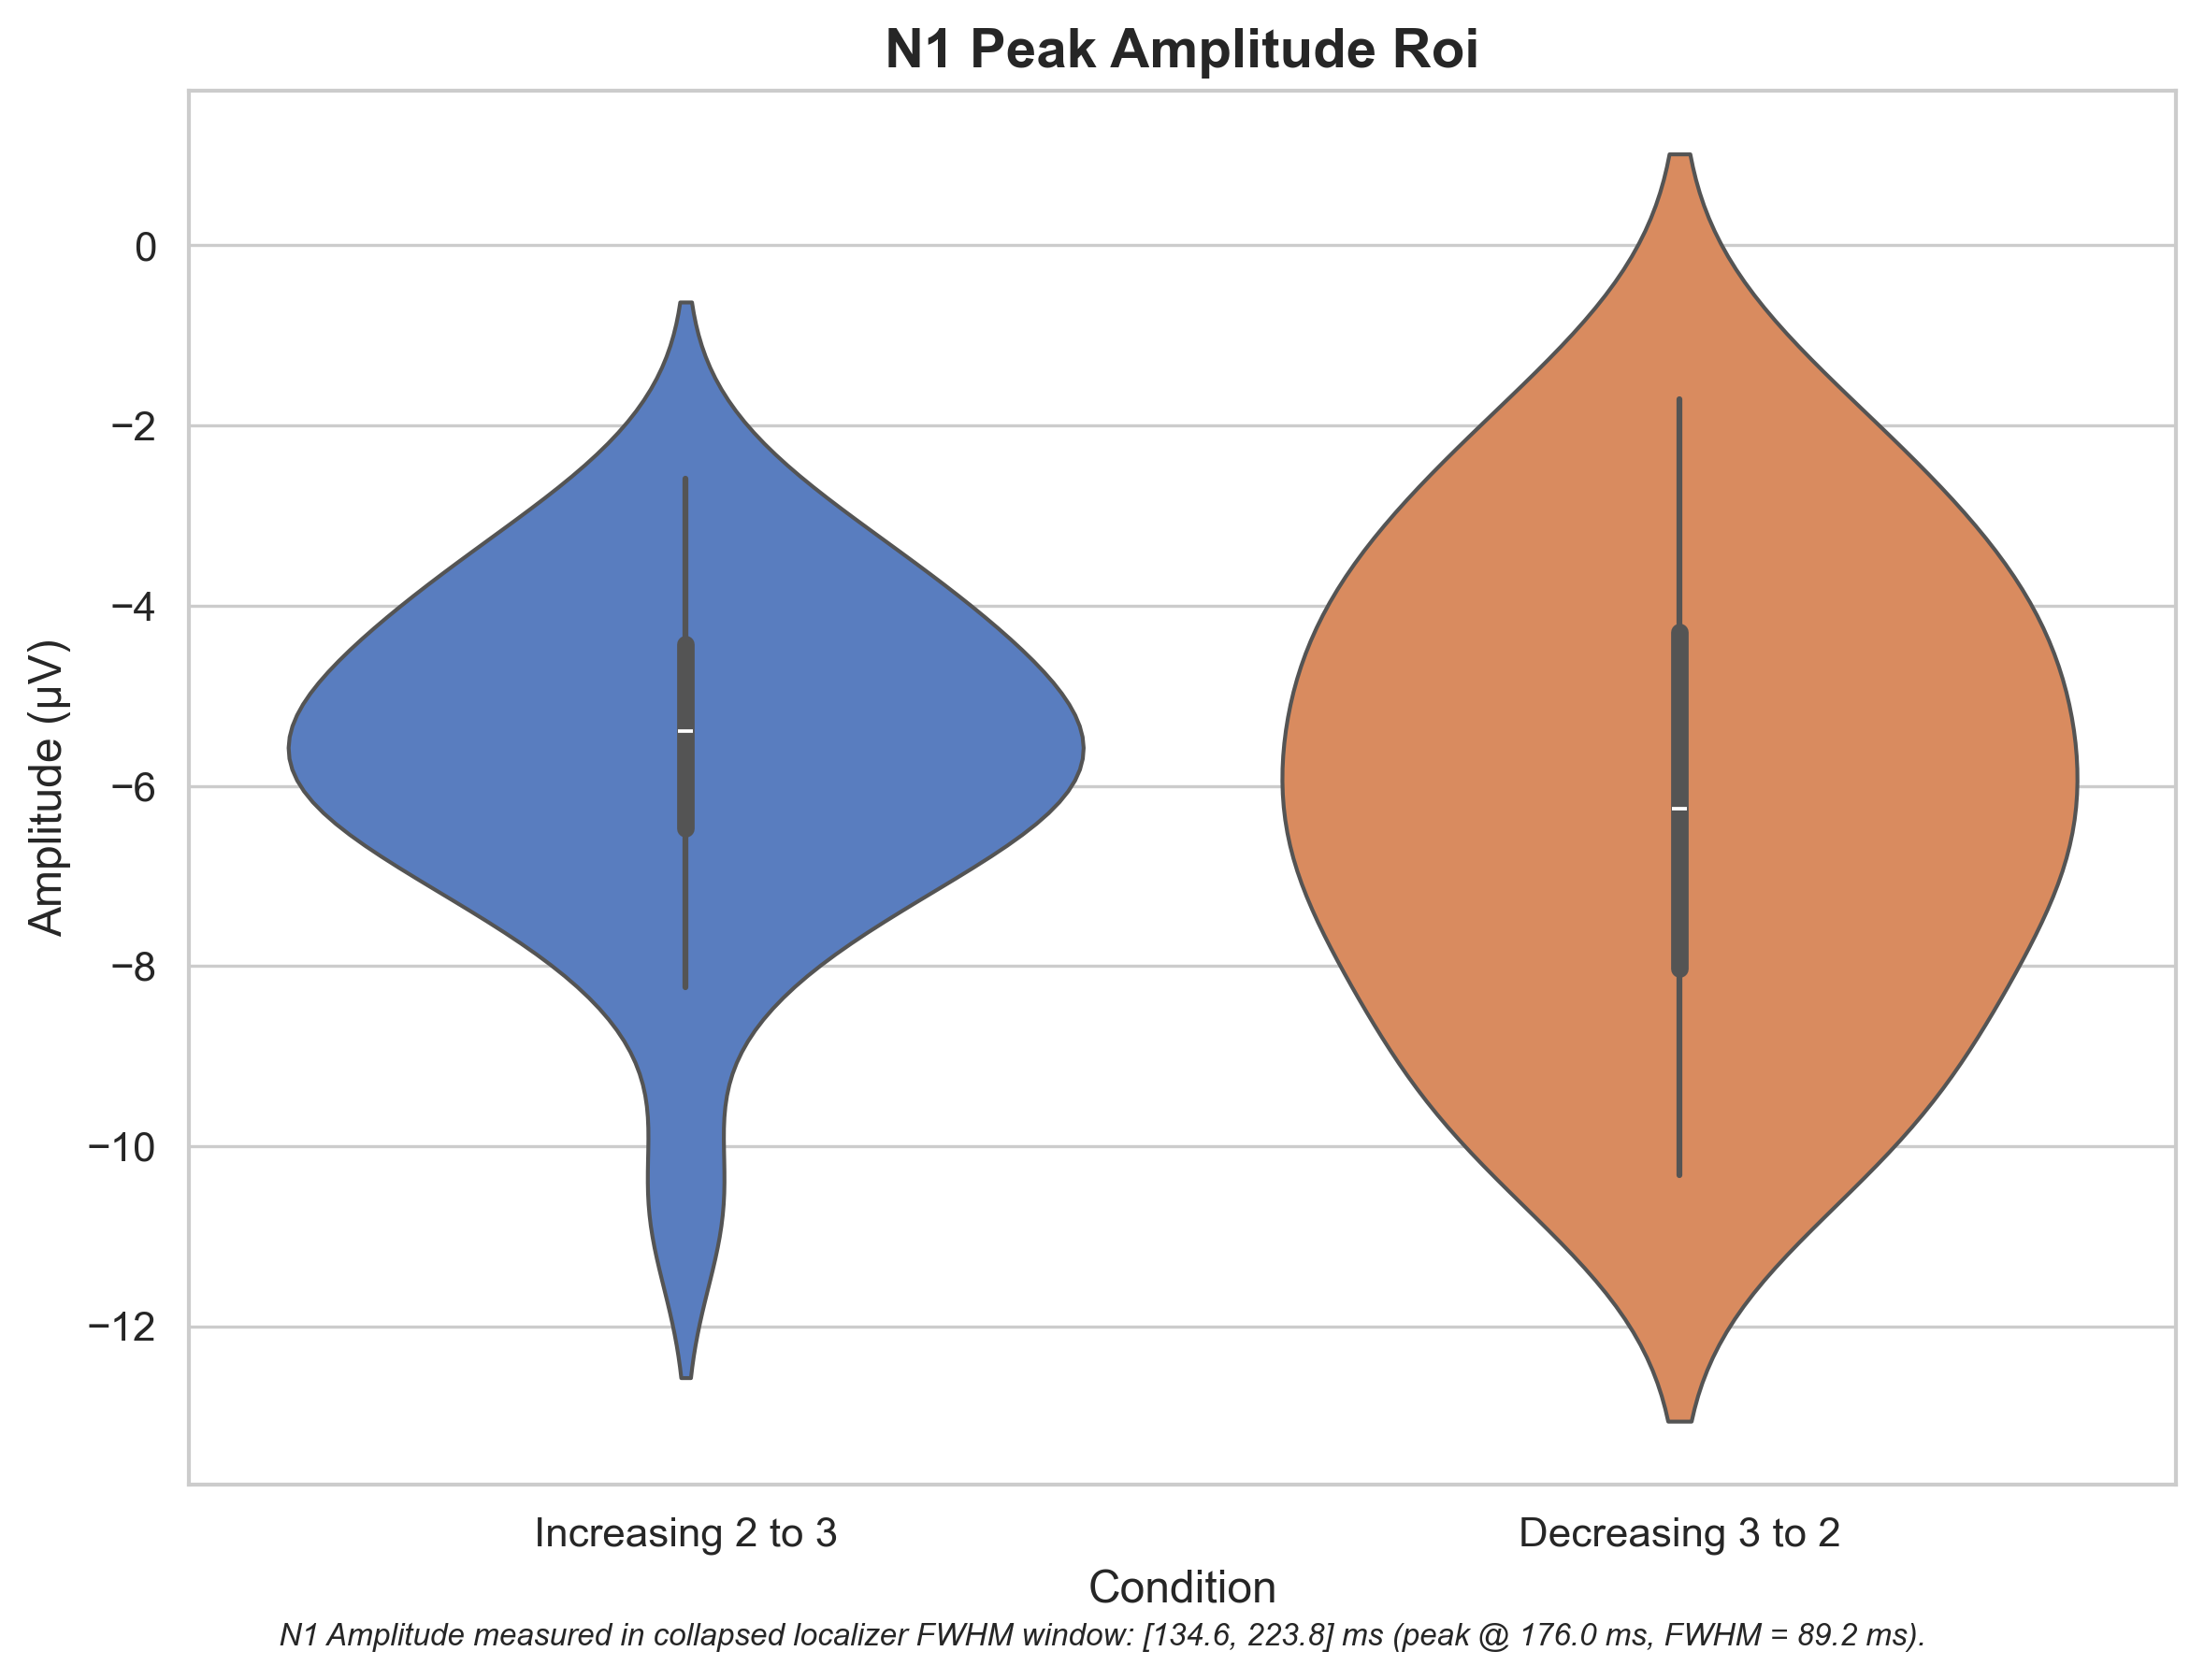 N1 Peak Amplitude Roi
Amplitude (µV)
0
−2
−4
−6
−8
−10
−12
Increasing 2 to 3
Decreasing 3 to 2
Condition
N1 Amplitude measured in collapsed localizer FWHM window: [134.6, 223.8] ms (peak @ 176.0 ms, FWHM = 89.2 ms).